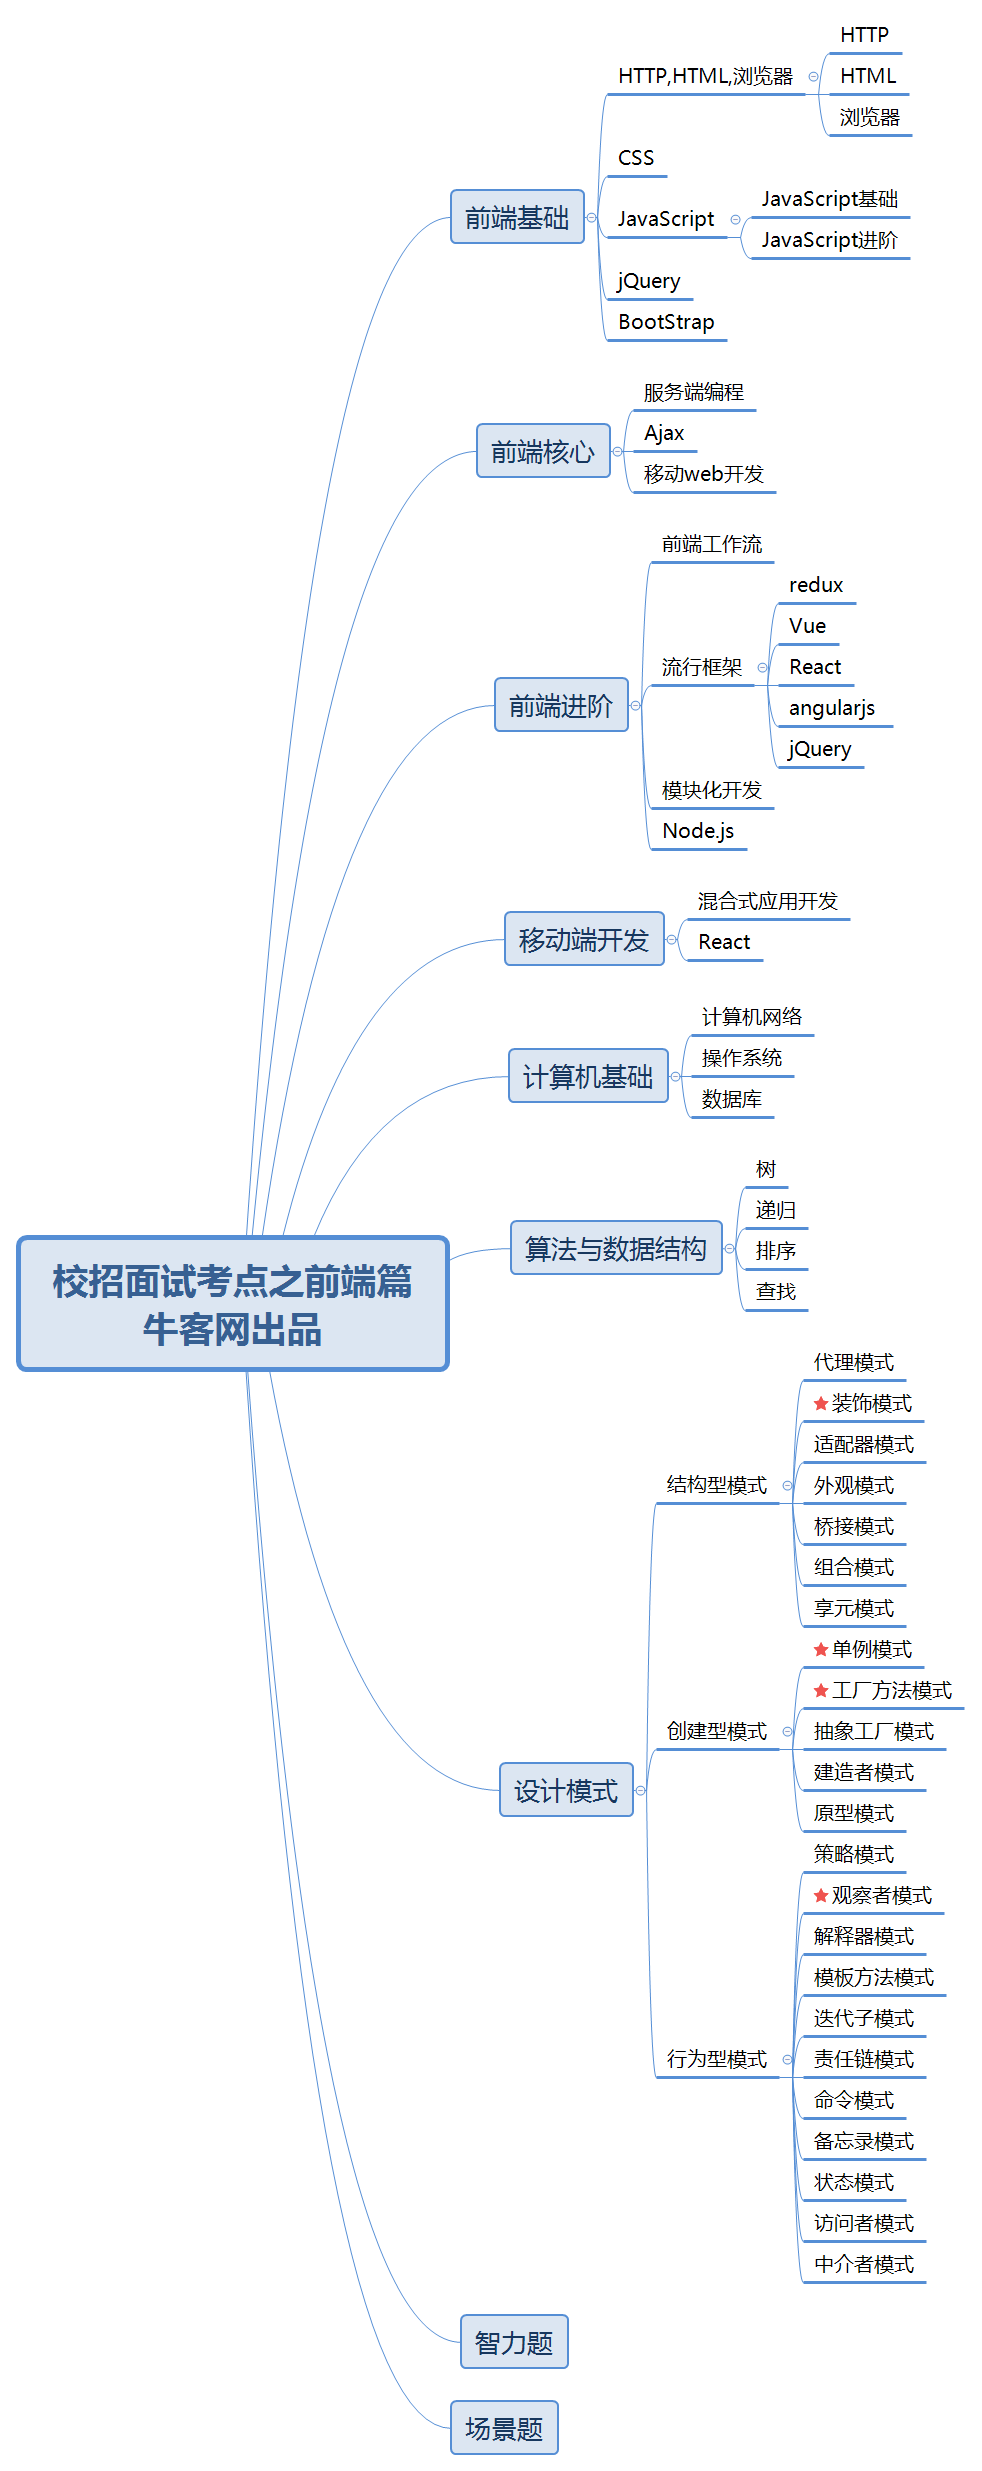 HTTP
HTTP,HTML,浏览器
HTML
浏览器
CSS
前端基础
JavaScript
JavaScript基础
JavaScript进阶
jQuery
BootStrap
服务端编程
前端核心
Ajax
移动web开发
前端工作流
redux
Vue
流行框架
React
前端进阶
angularjs
jQuery
模块化开发
Node.js
混合式应用开发
移动端开发
React
计算机网络
计算机基础
操作系统
数据库
树
递归
算法与数据结构
排序
查找
校招面试考点之前端篇
牛客网出品
代理模式
装饰模式
适配器模式
结构型模式
外观模式
桥接模式
组合模式
享元模式
单例模式
工厂方法模式
创建型模式
抽象工厂模式
建造者模式
设计模式
原型模式
策略模式
观察者模式
解释器模式
模板方法模式
迭代子模式
行为型模式
责任链模式
命令模式
备忘录模式
状态模式
访问者模式
中介者模式
智力题
场景题